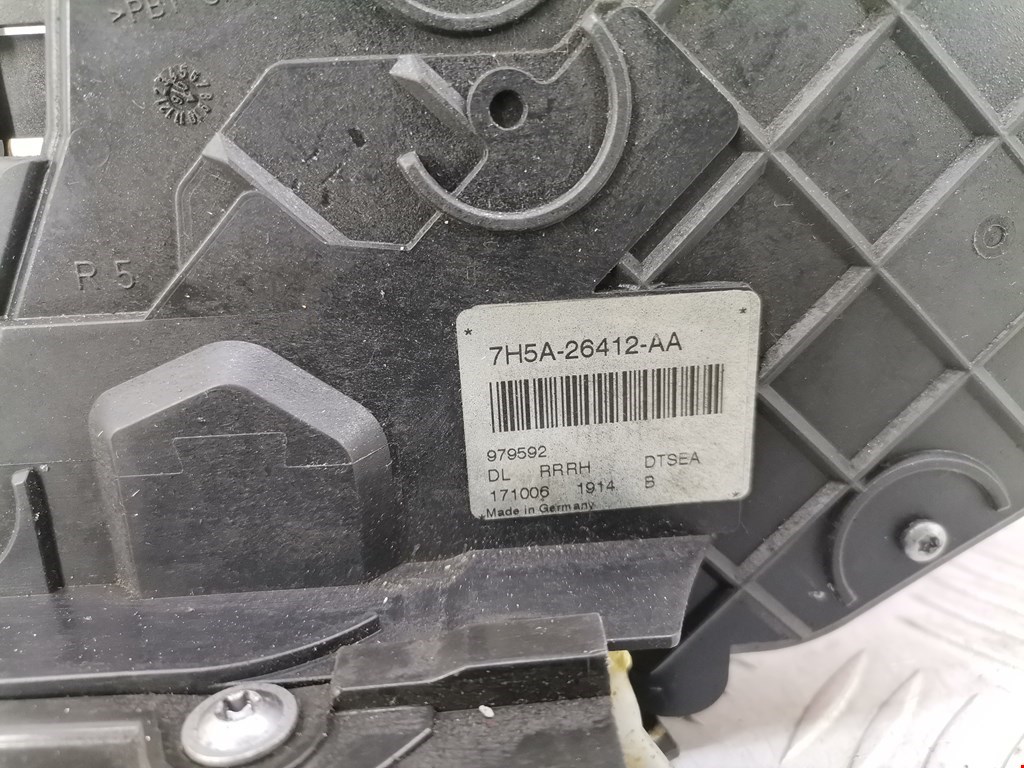 R 5
* *
7H5A-26412-AA
979592
DL RRRH DTSEA
171006 1914 B
*Made in Germany *